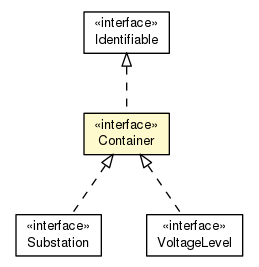 «interface»
Identifiable
«interface»
Container
«interface»
Substation
«interface»
VoltageLevel